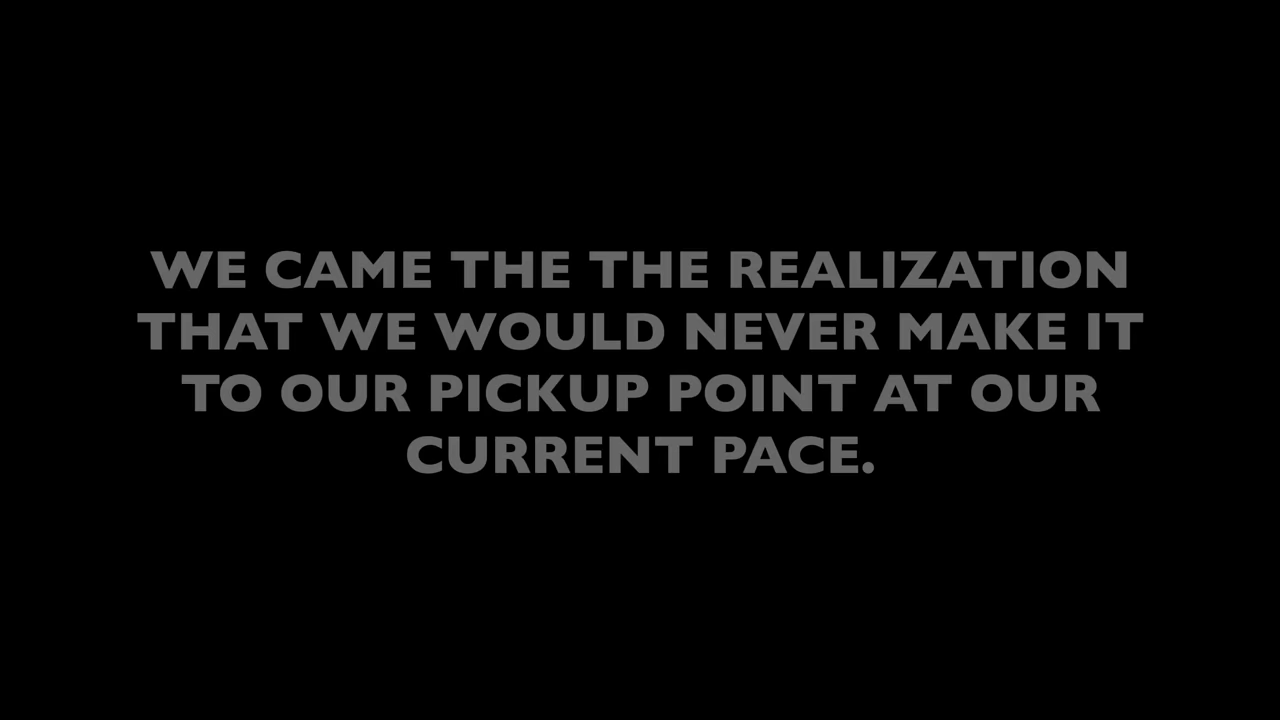 WE CAME THE THE REALIZATION
THAT WE WOULD NEVER MAKE IT
TO OUR PICKUP POINT AT OUR
CURRENT PACE.